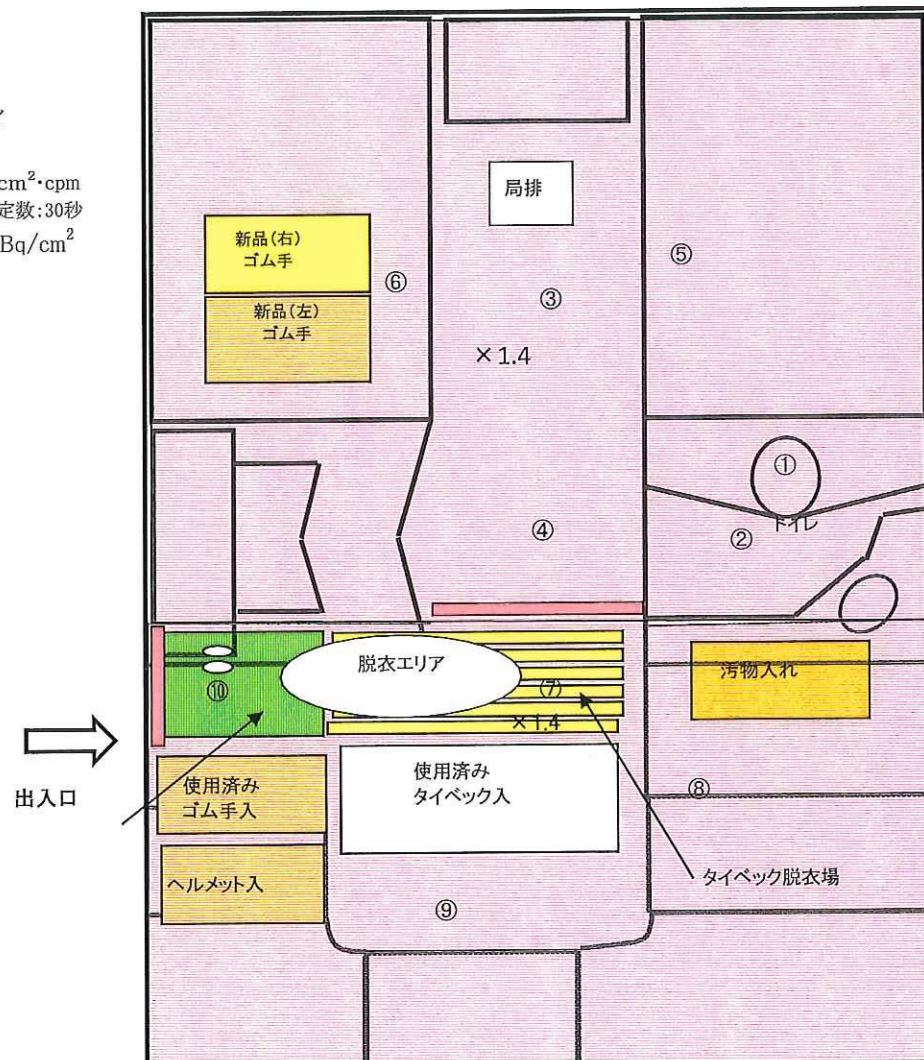 cm²・cpm
定数:30秒
Bq/cm²
局排
新品(右)
ゴム手
新品(左)
ゴム手
⑥
③
⑤
×1.4
①
トイレ
②
④
脱衣エリア
⑩
⑦
×1.4
汚物入れ
出入口
使用済み
ゴム手入
使用済み
タイベック入
⑧
ヘルメット入
タイベック脱衣場
⑨